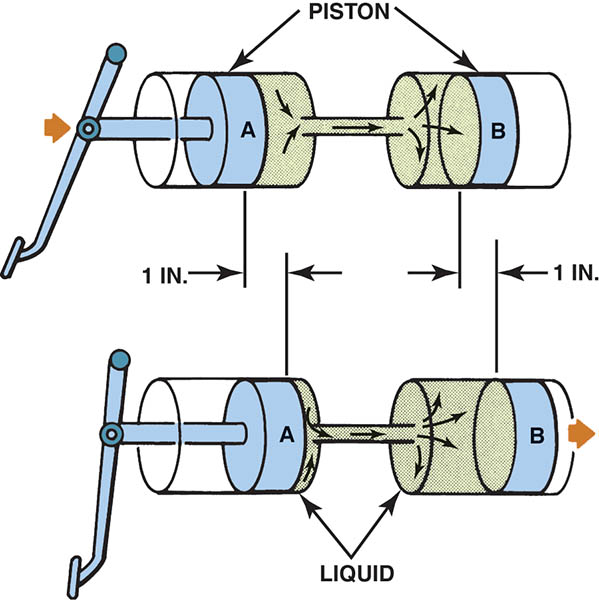 PISTON
A
B
1 IN.
1 IN.
A
B
LIQUID